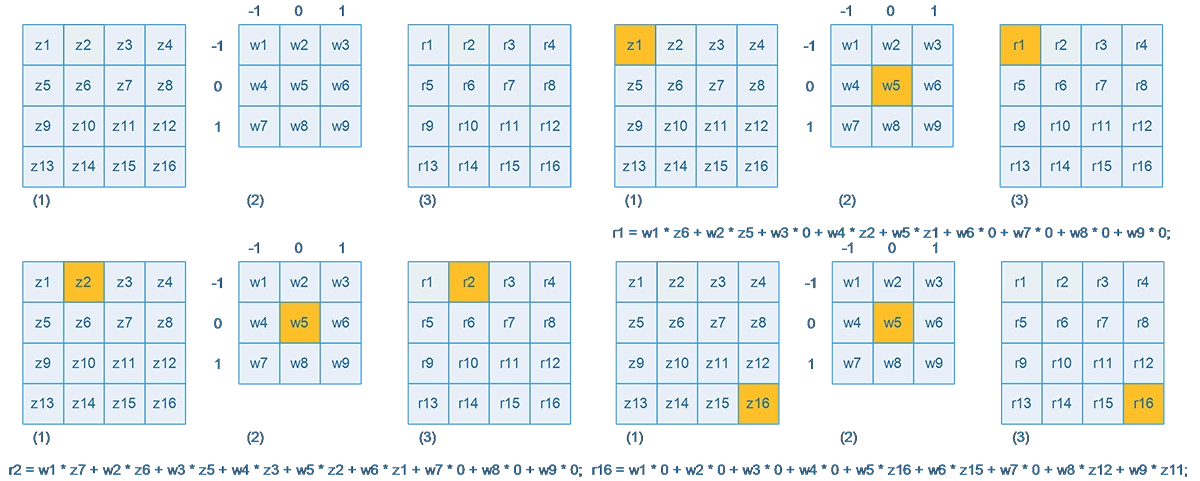 -1 0 1
z1 z2 z3 z4 -1 w1 w2 w3 r1 r2 r3 r4
z5 z6 z7 z8 0 w4 w5 w6 r5 r6 r7 r8
z9 z10 z11 z12 1 w7 w8 w9 r9 r10 r11 r12
z13 z14 z15 z16 r13 r14 r15 r16
(1) (2) (3)
-1 0 1
z1 z2 z3 z4 -1 w1 w2 w3 r1 r2 r3 r4
z5 z6 z7 z8 0 w4 w5 w6 r5 r6 r7 r8
z9 z10 z11 z12 1 w7 w8 w9 r9 r10 r11 r12
z13 z14 z15 z16 r13 r14 r15 r16
(1) (2) (3)
r1 = w1 * z6 + w2 * z5 + w3 * 0 + w4 * z2 + w5 * z1 + w6 * 0 + w7 * 0 + w8 * 0 + w9 * 0;
-1 0 1
z1 z2 z3 z4 -1 w1 w2 w3 r1 r2 r3 r4
z5 z6 z7 z8 0 w4 w5 w6 r5 r6 r7 r8
z9 z10 z11 z12 1 w7 w8 w9 r9 r10 r11 r12
z13 z14 z15 z16 r13 r14 r15 r16
(1) (2) (3)
r2 = w1 * z7 + w2 * z6 + w3 * z5 + w4 * z3 + w5 * z2 + w6 * z1 + w7 * 0 + w8 * 0 + w9 * 0;
-1 0 1
z1 z2 z3 z4 -1 w1 w2 w3 r1 r2 r3 r4
z5 z6 z7 z8 0 w4 w5 w6 r5 r6 r7 r8
z9 z10 z11 z12 1 w7 w8 w9 r9 r10 r11 r12
z13 z14 z15 z16 r13 r14 r15 r16
(1) (2) (3)
r16 = w1 * 0 + w2 * 0 + w3 * 0 + w4 * 0 + w5 * z16 + w6 * z15 + w7 * 0 + w8 * z12 + w9 * z11;